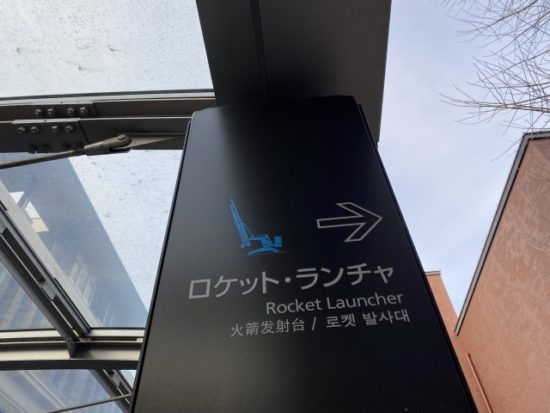 ロケット・ランチャ
Rocket Launcher
火箭发射台 / 로켓 발사대